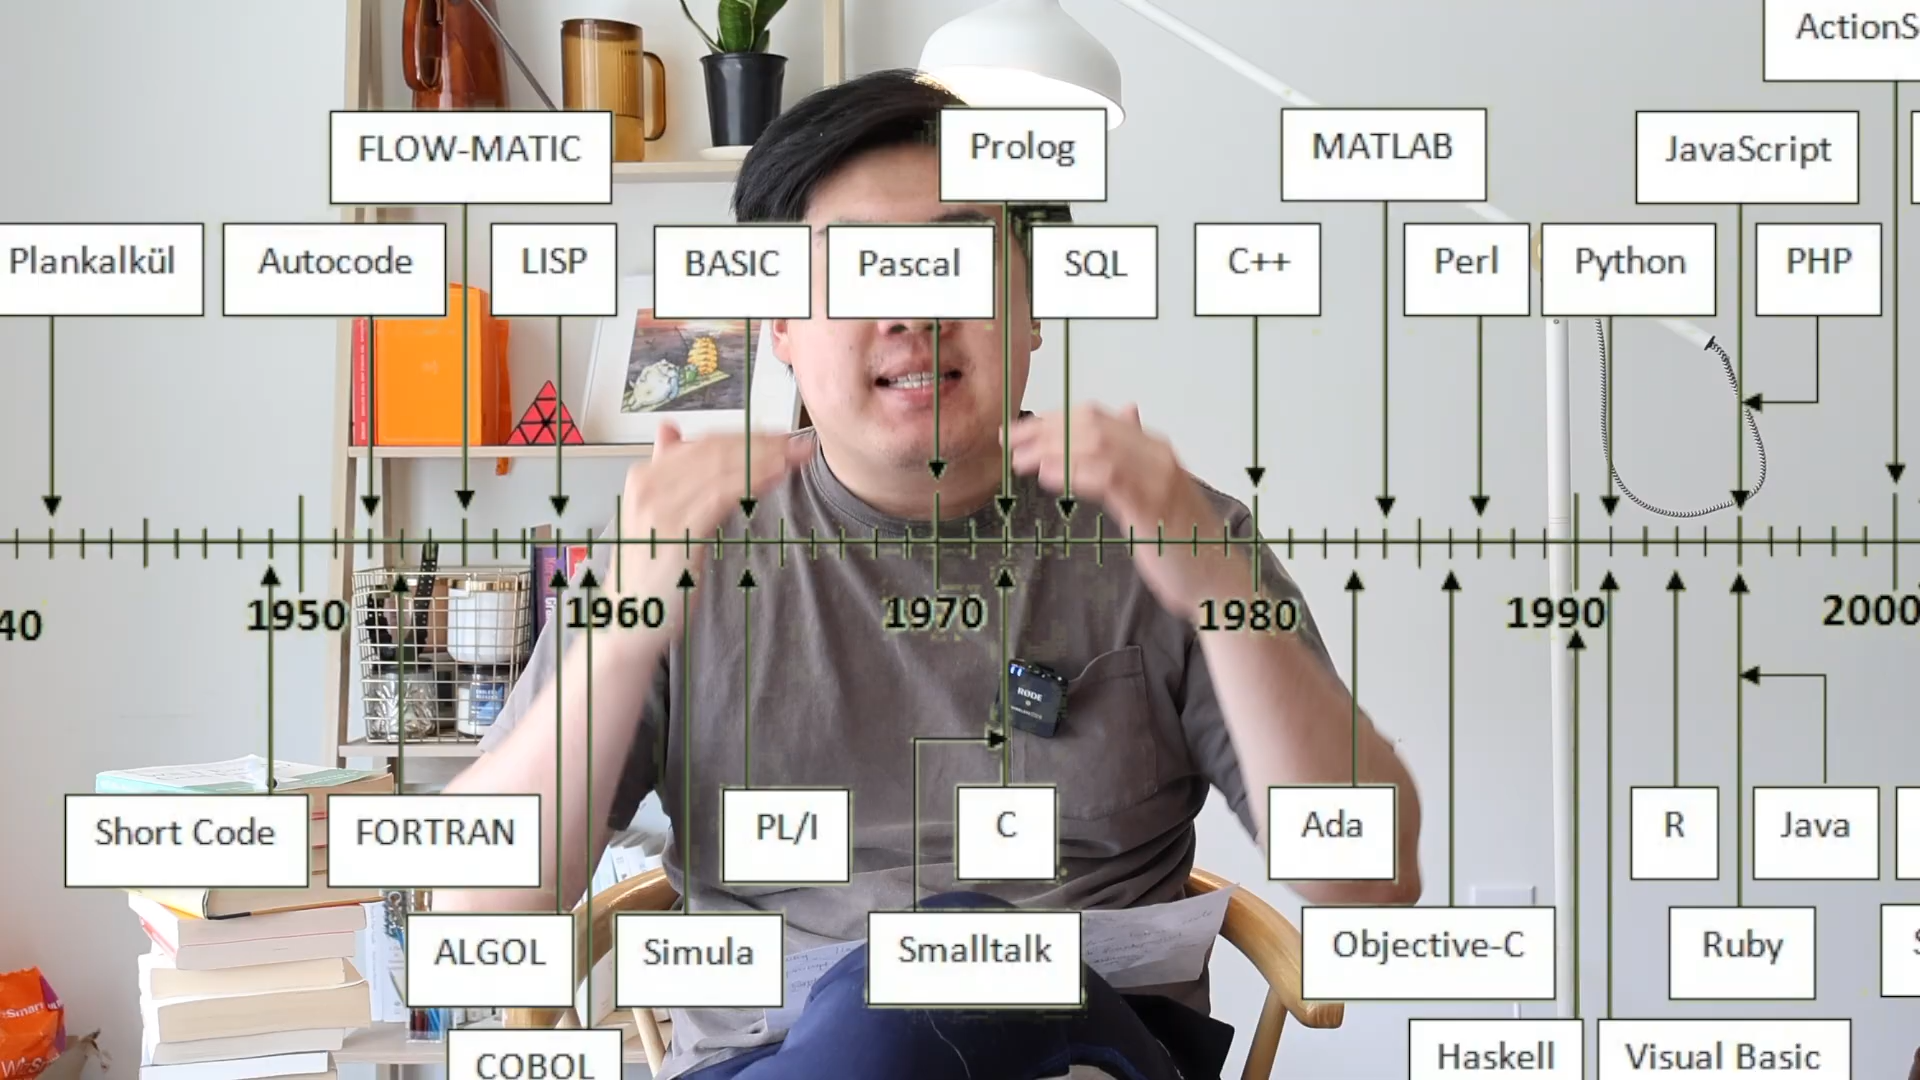 ActionS
FLOW-MATIC
Prolog
MATLAB
JavaScript
Plankalkül
Autocode
LISP
BASIC
Pascal
SQL
C++
Perl
Python
PHP
40
1950
1960
1970
1980
1990
2000
RØDE
Short Code
FORTRAN
PL/I
C
Ada
R
Java
ALGOL
Simula
Smalltalk
Objective-C
Ruby
S
COBOL
Haskell
Visual Basic